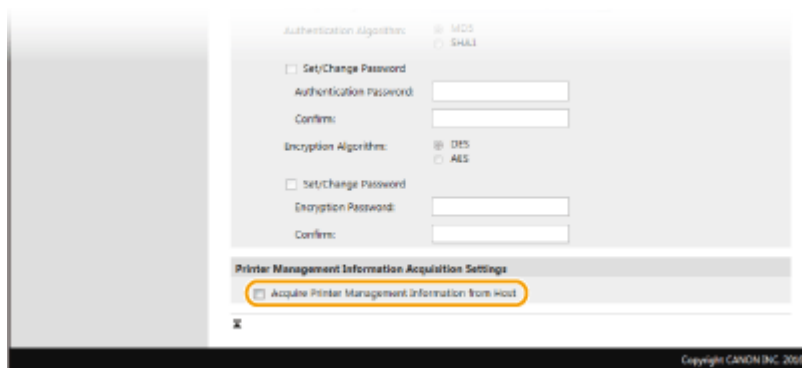 Authentication Algorithm: MD5
SHA1
Set/Change Password
Authentication Password:
Confirm:
Encryption Algorithm: DES
AES
Set/Change Password
Encryption Password:
Confirm:
Printer Management Information Acquisition Settings
Acquire Printer Management Information from Host
Copyright CANON INC.